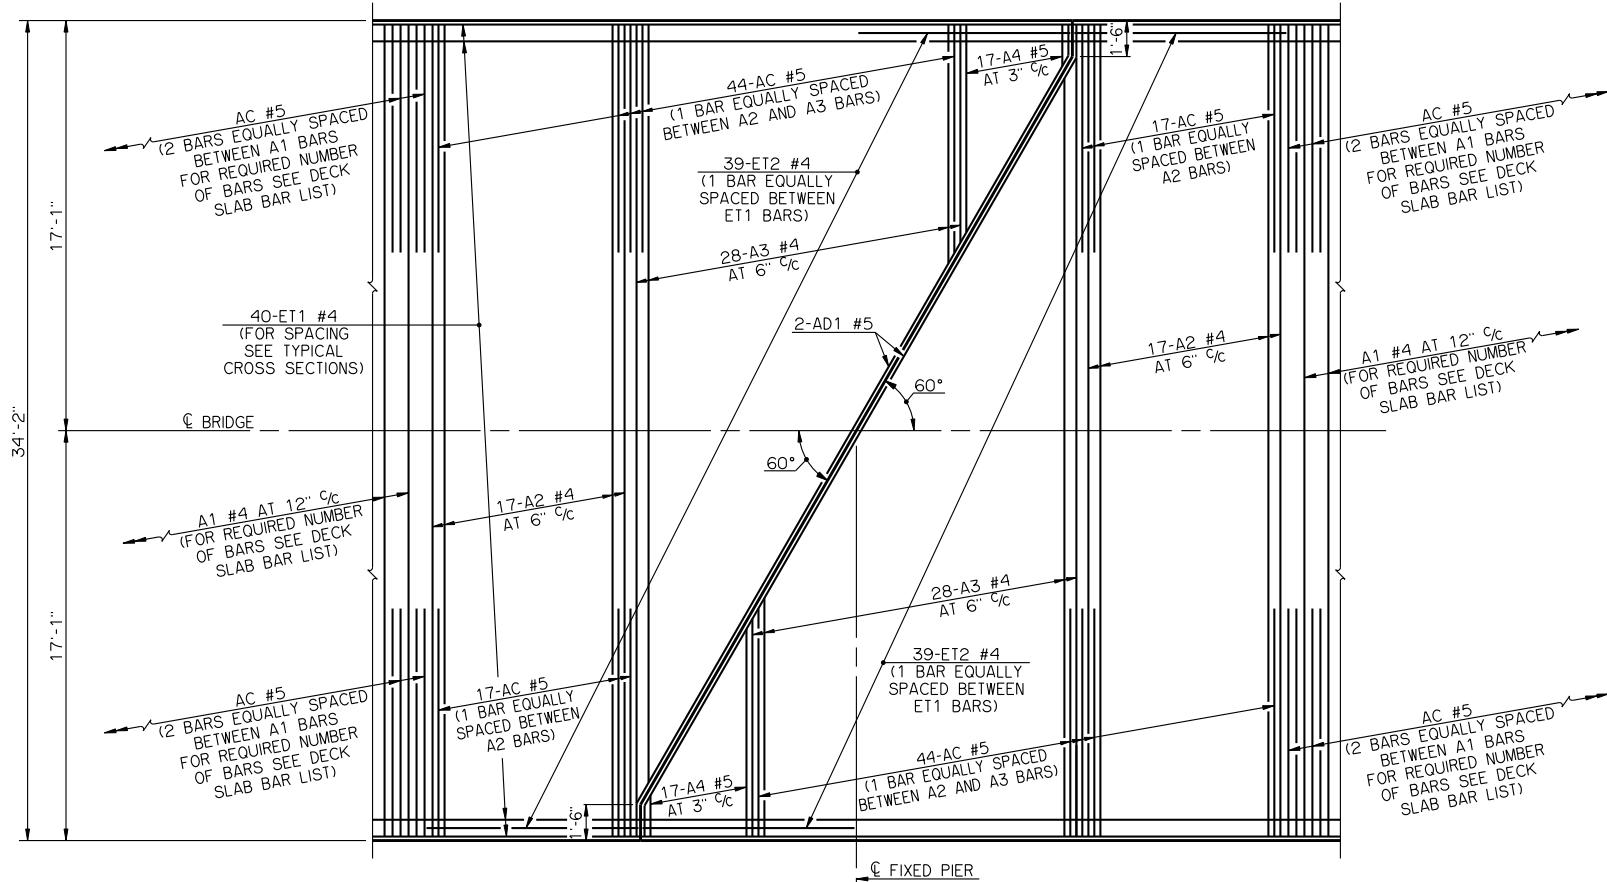 1'-6"
17-A4 #5
AT 3" C/C
44-AC #5
(1 BAR EQUALLY SPACED
BETWEEN A2 AND A3 BARS)
AC #5
(2 BARS EQUALLY SPACED
BETWEEN A1 BARS
FOR REQUIRED NUMBER
OF BARS SEE DECK
SLAB BAR LIST)
17-AC #5
(1 BAR EQUALLY
SPACED BETWEEN
A2 BARS)
AC #5
(2 BARS EQUALLY SPACED
BETWEEN A1 BARS
FOR REQUIRED NUMBER
OF BARS SEE DECK
SLAB BAR LIST)
39-ET2 #4
(1 BAR EQUALLY
SPACED BETWEEN
ET1 BARS)
17'-1"
28-A3 #4
AT 6" C/C
40-ET1 #4
(FOR SPACING
SEE TYPICAL
CROSS SECTIONS)
2-AD1 #5
17-A2 #4
AT 6" C/C
A1 #4 AT 12" C/C
(FOR REQUIRED NUMBER
OF BARS SEE DECK
SLAB BAR LIST)
60°
34'-2"
℄ BRIDGE
60°
A1 #4 AT 12" C/C
(FOR REQUIRED NUMBER
OF BARS SEE DECK
SLAB BAR LIST)
17-A2 #4
AT 6" C/C
28-A3 #4
AT 6" C/C
17'-1"
39-ET2 #4
(1 BAR EQUALLY
SPACED BETWEEN
ET1 BARS)
AC #5
(2 BARS EQUALLY SPACED
BETWEEN A1 BARS
FOR REQUIRED NUMBER
OF BARS SEE DECK
SLAB BAR LIST)
17-AC #5
(1 BAR EQUALLY
SPACED BETWEEN
A2 BARS)
AC #5
(2 BARS EQUALLY SPACED
BETWEEN A1 BARS
FOR REQUIRED NUMBER
OF BARS SEE DECK
SLAB BAR LIST)
44-AC #5
(1 BAR EQUALLY SPACED
BETWEEN A2 AND A3 BARS)
17-A4 #5
AT 3" C/C
1'-6"
℄ FIXED PIER